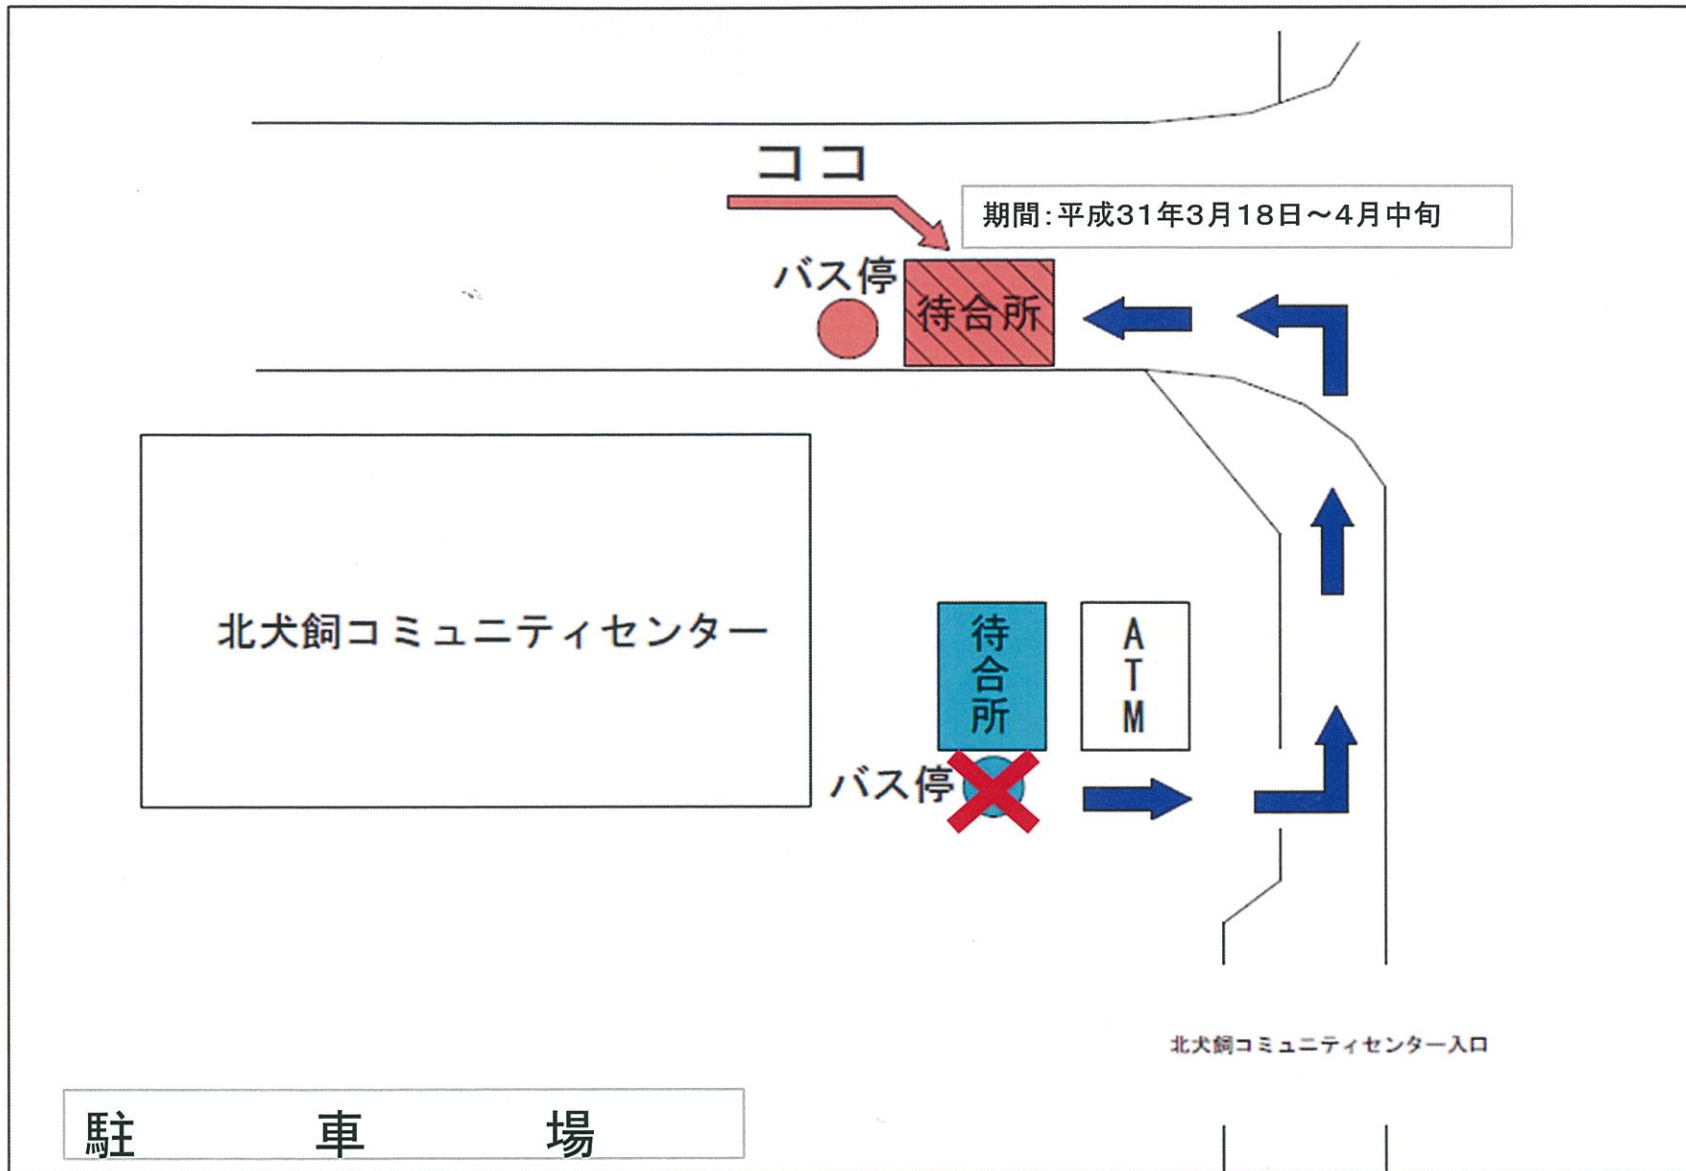 ココ
期間:平成31年3月18日～4月中旬
バス停
待合所
北犬飼コミュニティセンター
待合所
ATM
バス停
北犬飼コミュニティセンター入口
駐車場